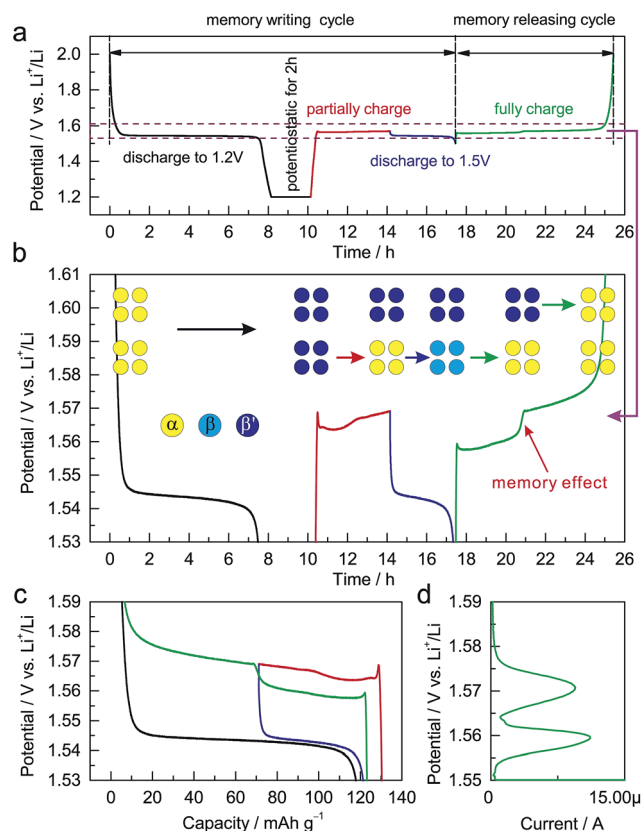 memory writing cycle
memory releasing cycle
a
2.0
1.8
1.6
1.4
1.2
Potential / V vs. Li⁺/Li
partially charge
fully charge
discharge to 1.2V
potentiostatic for 2h
discharge to 1.5V
0 2 4 6 8 10 12 14 16 18 20 22 24 26
Time / h
b
1.61
1.60
1.59
1.58
1.57
1.56
1.55
1.54
1.53
Potential / V vs. Li⁺/Li
α β β'
memory effect
0 2 4 6 8 10 12 14 16 18 20 22 24 26
Time / h
c
1.59
1.58
1.57
1.56
1.55
1.54
1.53
Potential / V vs. Li⁺/Li
0 20 40 60 80 100 120 140
Capacity / mAh g⁻¹
d
1.59
1.58
1.57
1.56
1.55
Potential / V vs. Li⁺/Li
0 15.00μ
Current / A